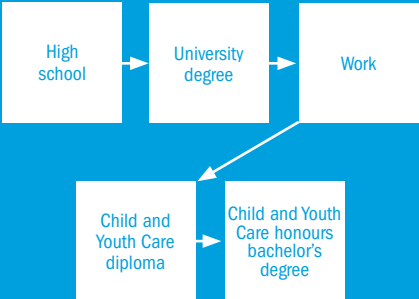 High
school
University
degree
Work
Child and
Youth Care
diploma
Child and Youth
Care honours
bachelor's
degree